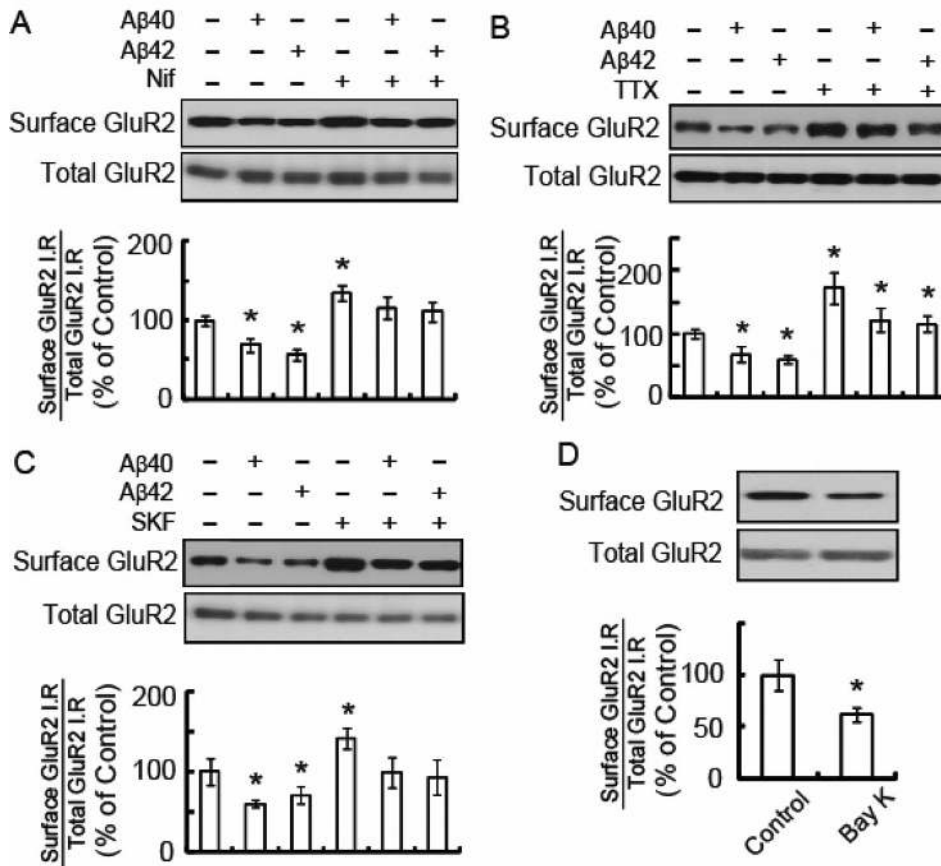 A
Aβ40 – + – – + –
Aβ42 – – + – – +
Nif – – – + + +
Surface GluR2
Total GluR2
Surface GluR2 I.R
Total GluR2 I.R
(% of Control)
200
100
0
* * *
B
Aβ40 – + – – + –
Aβ42 – – + – – +
TTX – – – + + +
Surface GluR2
Total GluR2
Surface GluR2 I.R
Total GluR2 I.R
(% of Control)
200
100
0
* * * * *
C
Aβ40 – + – – + –
Aβ42 – – + – – +
SKF – – – + + +
Surface GluR2
Total GluR2
Surface GluR2 I.R
Total GluR2 I.R
(% of Control)
200
100
0
* * *
D
Surface GluR2
Total GluR2
Surface GluR2 I.R
Total GluR2 I.R
(% of Control)
100
50
0
*
Control
Bay K